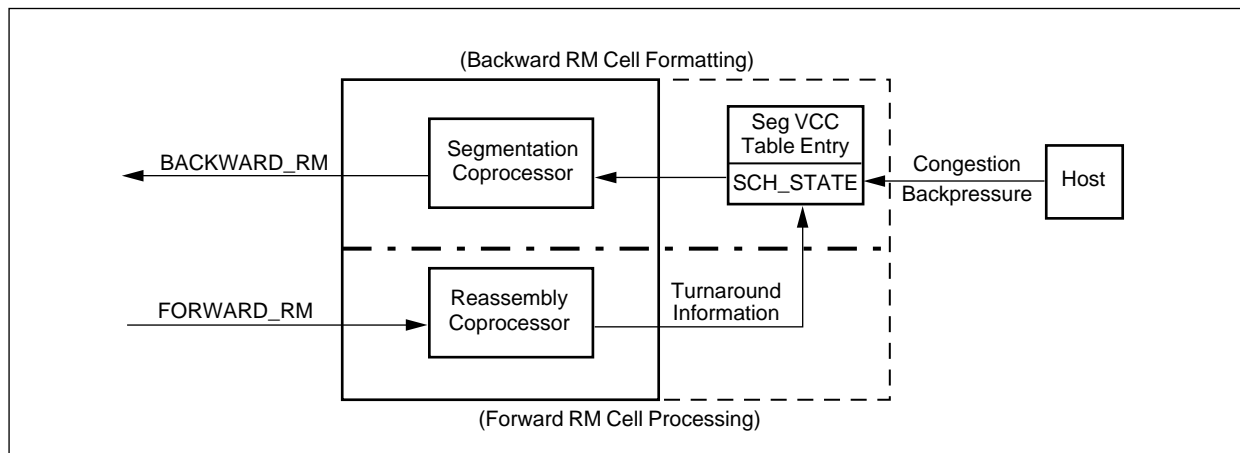 (Backward RM Cell Formatting)
BACKWARD_RM
Segmentation
Coprocessor
Seg VCC
Table Entry
SCH_STATE
Congestion
Backpressure
Host
FORWARD_RM
Reassembly
Coprocessor
Turnaround
Information
(Forward RM Cell Processing)